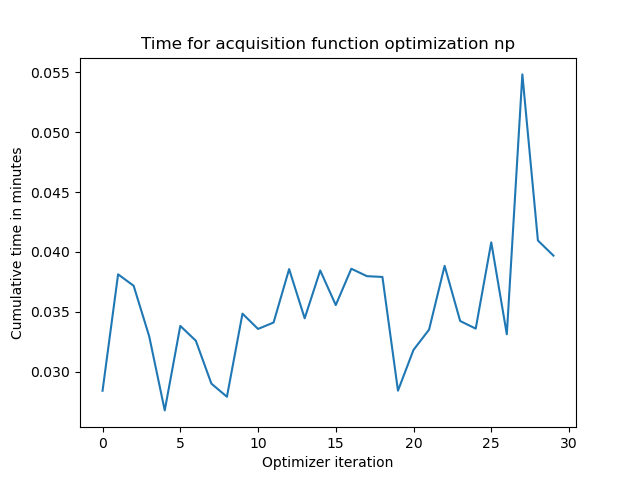 Time for acquisition function optimization np
Cumulative time in minutes
0.055
0.050
0.045
0.040
0.035
0.030
0 5 10 15 20 25 30
Optimizer iteration